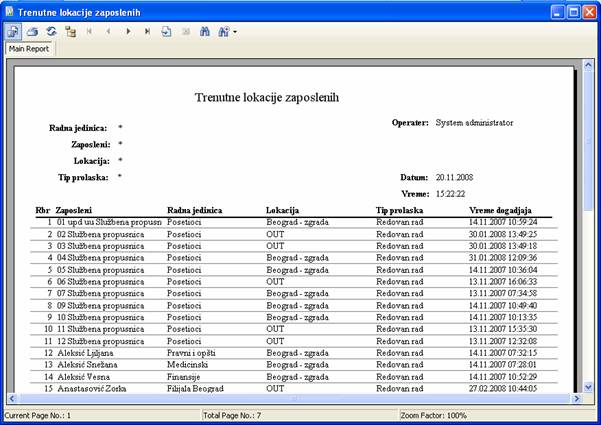 Trenutne lokacije zaposlenih
Main Report
Trenutne lokacije zaposlenih
Operater: System administrator
Radna jedinica: *
Zaposleni: *
Lokacija: *
Tip prolaska: *
Datum: 20.11.2008
Vreme: 15:22:22
Rbr Zaposleni Radna jedinica Lokacija Tip prolaska Vreme dogadjaja
1 01 upd uu Službena propusn Posetioci Beograd - zgrada Redovan rad 14.11.2007 10:59:24
2 02 Službena propusnica Posetioci OUT Redovan rad 30.01.2008 13:49:25
3 03 Službena propusnica Posetioci OUT Redovan rad 30.01.2008 13:49:18
4 04 Službena propusnica Posetioci Beograd - zgrada Redovan rad 31.01.2008 12:09:36
5 05 Službena propusnica Posetioci Beograd - zgrada Redovan rad 14.11.2007 10:36:04
6 06 Službena propusnica Posetioci OUT Redovan rad 13.11.2007 16:06:33
7 07 Službena propusnica Posetioci Beograd - zgrada Redovan rad 13.11.2007 07:34:58
8 09 Službena propusnica Posetioci Beograd - zgrada Redovan rad 14.11.2007 10:49:40
9 10 Službena propusnica Posetioci Beograd - zgrada Redovan rad 14.11.2007 10:13:35
10 11 Službena propusnica Posetioci OUT Redovan rad 13.11.2007 15:35:30
11 12 Službena propusnica Posetioci OUT Redovan rad 13.11.2007 12:32:08
12 Aleksić Ljiljana Pravni i opšti Beograd - zgrada Redovan rad 14.11.2007 07:32:15
13 Aleksić Snežana Medicinski Beograd - zgrada Redovan rad 14.11.2007 07:28:01
14 Aleksić Vesna Finansije Beograd - zgrada Redovan rad 14.11.2007 10:52:29
15 Anastasović Zorka Filijala Beograd OUT Redovan rad 27.02.2008 10:44:05
Current Page No.: 1 Total Page No.: 7 Zoom Factor: 100%